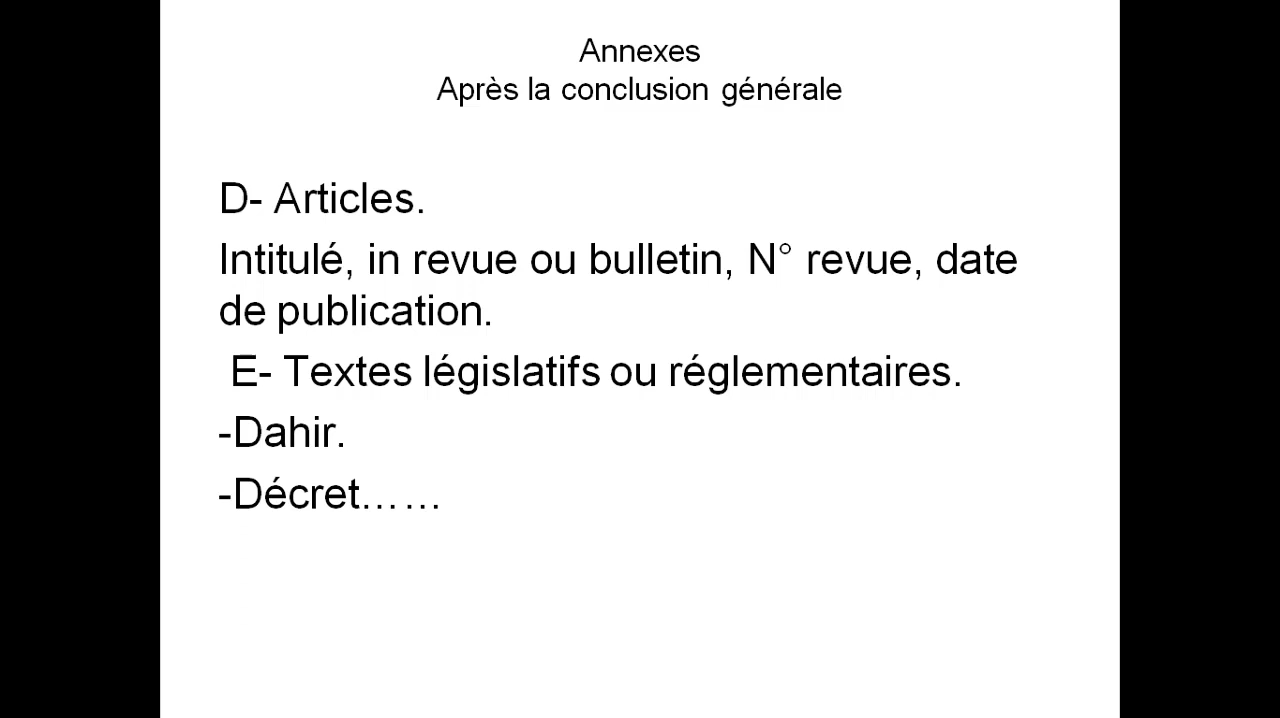 Annexes
Après la conclusion générale
D- Articles.
Intitulé, in revue ou bulletin, N° revue, date
de publication.
E- Textes législatifs ou réglementaires.
-Dahir.
-Décret……